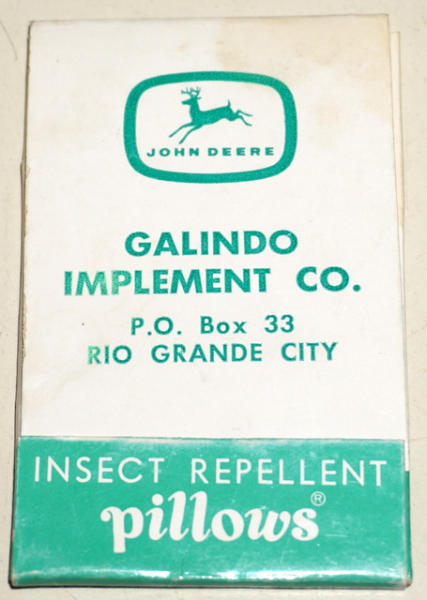 JOHN DEERE
GALINDO
IMPLEMENT CO.
P.O. Box 33
RIO GRANDE CITY
INSECT REPELLENT
pillows®